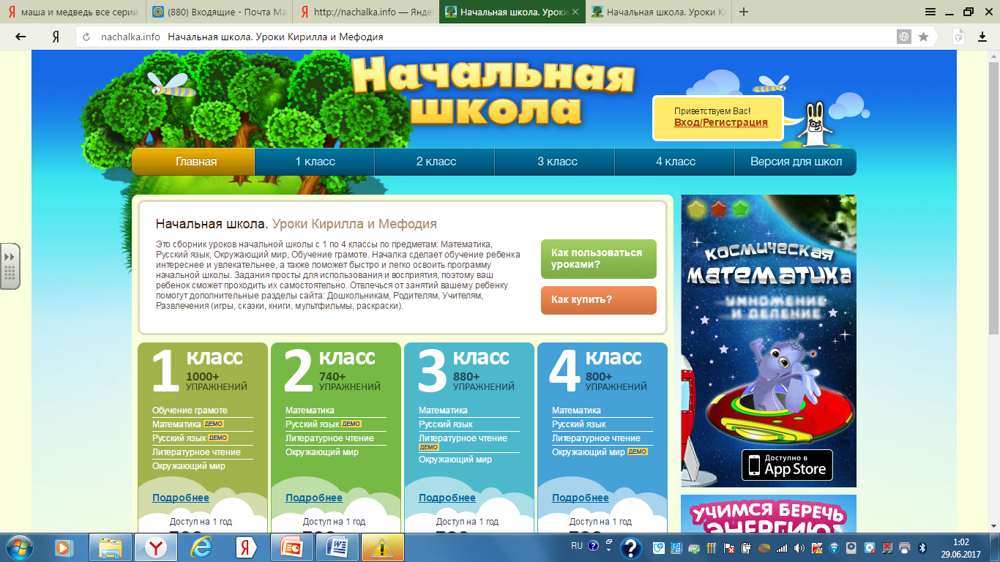 маша и медведь все серии
(880) Входящие - Почта Ма
http://nachalka.info — Янде
Начальная школа. Уроки
Начальная школа. Уроки Ки
nachalka.info Начальная школа. Уроки Кирилла и Мефодия
Начальная
школа
Приветствуем Вас!
Вход/Регистрация
Главная
1 класс
2 класс
3 класс
4 класс
Версия для школ
Начальная школа. Уроки Кирилла и Мефодия
Это сборник уроков начальной школы с 1 по 4 классы по предметам: Математика,
Русский язык, Окружающий мир, Обучение грамоте. Началка сделает обучение ребенка
интереснее и увлекательнее, а также поможет быстро и легко освоить программу
начальной школы. Задания просты для использования и восприятия, поэтому ваш
ребенок сможет проходить их самостоятельно. Отвлечься от занятий вашему ребенку
помогут дополнительные разделы сайта: Дошкольникам, Родителям, Учителям,
Развлечения (игры, сказки, книги, мультфильмы, раскраски).
Как пользоваться
уроками?
Как купить?
1 класс
1000+
УПРАЖНЕНИЙ
Обучение грамоте
Математика ДЕМО
Русский язык ДЕМО
Литературное чтение
Окружающий мир
Подробнее
Доступ на 1 год
2 класс
740+
УПРАЖНЕНИЙ
Математика
Русский язык ДЕМО
Литературное чтение
Окружающий мир
Подробнее
Доступ на 1 год
3 класс
880+
УПРАЖНЕНИЙ
Математика
Русский язык
Литературное чтение
ДЕМО
Окружающий мир
Подробнее
Доступ на 1 год
4 класс
800+
УПРАЖНЕНИЙ
Математика
Русский язык
Литературное чтение
Окружающий мир ДЕМО
Подробнее
Доступ на 1 год
космическая
математика
умножение
и деление
Доступно в
App Store
УЧИМСЯ БЕРЕЧЬ
ЭНЕРГИЮ?
RU
1:02
29.06.2017